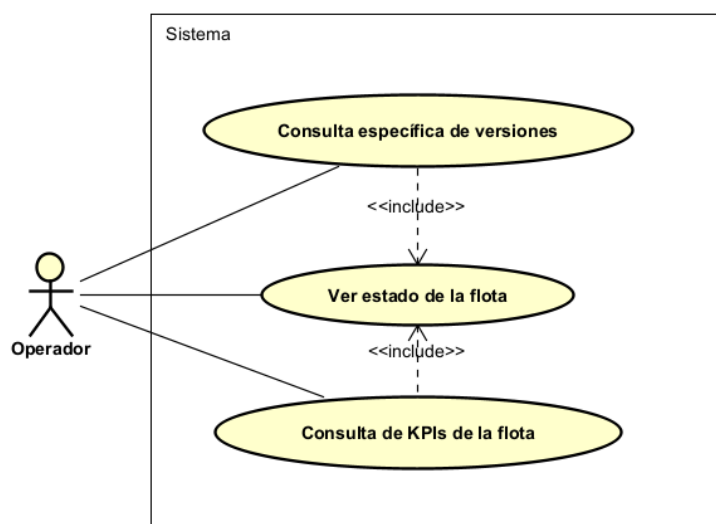 Sistema
Consulta específica de versiones
<<include>>
Ver estado de la flota
Operador
<<include>>
Consulta de KPIs de la flota